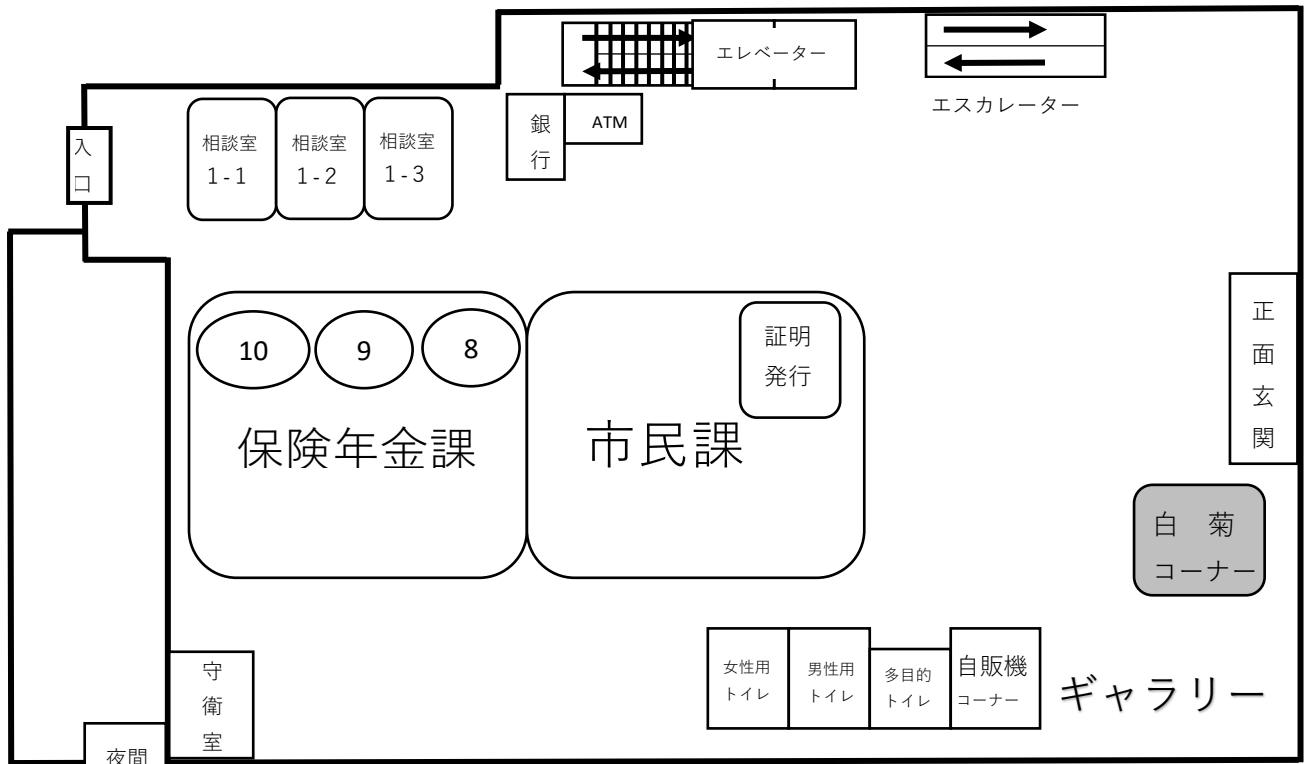 エレベーター
エスカレーター
入
口
相談室
1-1
相談室
1-2
相談室
1-3
銀
行
ATM
10
9
8
保険年金課
市民課
証明
発行
正
面
玄
関
白 菊
コーナー
女性用
トイレ
男性用
トイレ
多目的
トイレ
自販機
コーナー
ギャラリー
守
衛
室
夜間